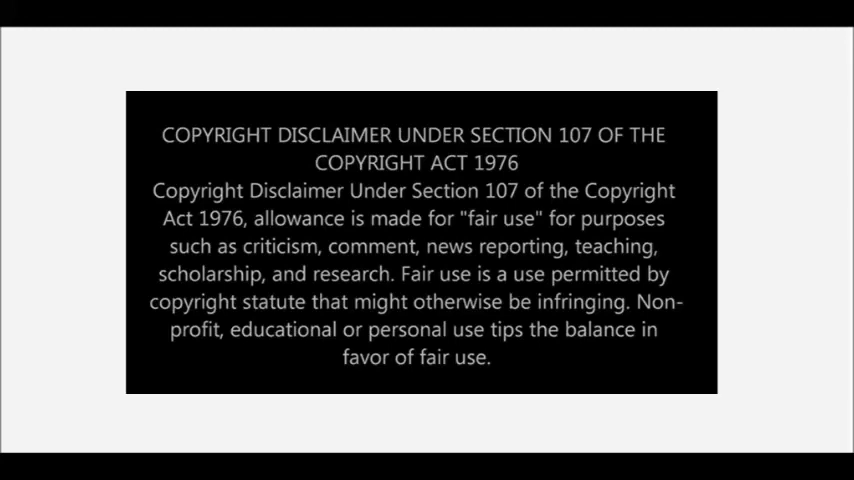 COPYRIGHT DISCLAIMER UNDER SECTION 107 OF THE
COPYRIGHT ACT 1976
Copyright Disclaimer Under Section 107 of the Copyright
Act 1976, allowance is made for "fair use" for purposes
such as criticism, comment, news reporting, teaching,
scholarship, and research. Fair use is a use permitted by
copyright statute that might otherwise be infringing. Non-
profit, educational or personal use tips the balance in
favor of fair use.